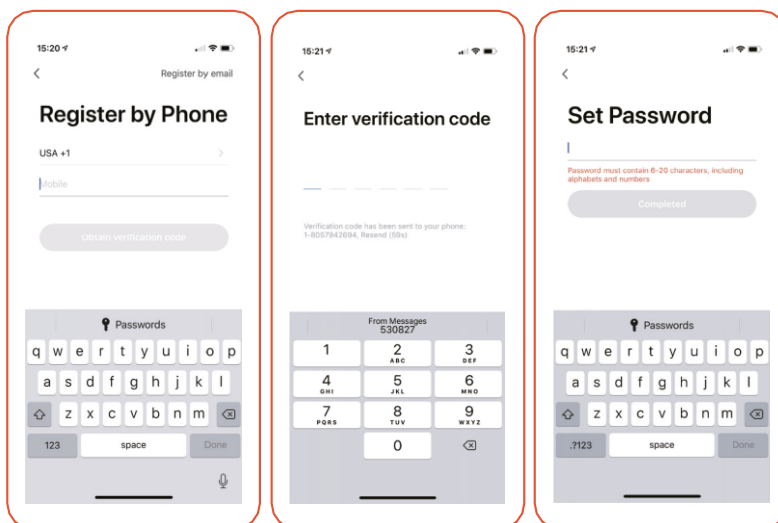 15:20
Register by email
Register by Phone
USA +1
Mobile
Obtain verification code
Passwords
q w e r t y u i o p
a s d f g h j k l
z x c v b n m
123 space Done
15:21
Enter verification code
Verification code has been sent to your phone:
1-8057942694, Resend (59s)
From Messages
530827
1 2 3
ABC DEF
4 5 6
GHI JKL MNO
7 8 9
PQRS TUV WXYZ
0
15:21
Set Password
Password must contain 6-20 characters, including
alphabets and numbers
Completed
Passwords
q w e r t y u i o p
a s d f g h j k l
z x c v b n m
.?123 space Done